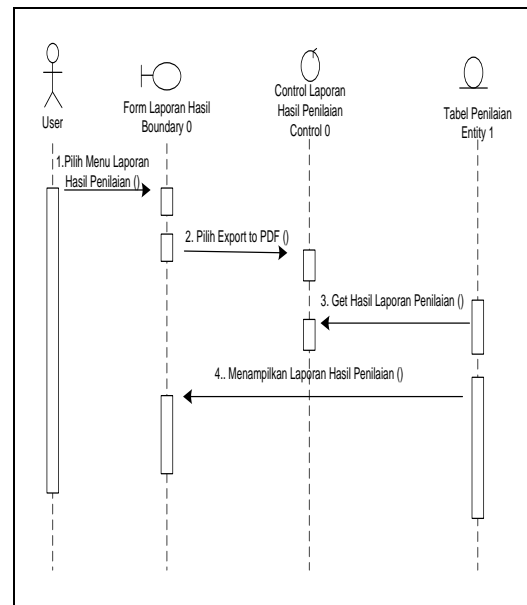 User
Form Laporan Hasil
Boundary 0
Control Laporan
Hasil Penilaian
Control 0
Tabel Penilaian
Entity 1
1.Pilih Menu Laporan
Hasil Penilaian ()
2. Pilih Export to PDF ()
3. Get Hasil Laporan Penilaian ()
4.. Menampilkan Laporan Hasil Penilaian ()